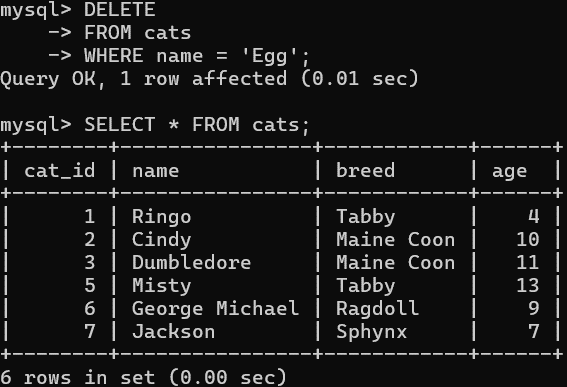 mysql> DELETE
    -> FROM cats
    -> WHERE name = 'Egg';
Query OK, 1 row affected (0.01 sec)

mysql> SELECT * FROM cats;
+--------+----------------+------------+------+
| cat_id | name           | breed      | age  |
+--------+----------------+------------+------+
|      1 | Ringo          | Tabby      |    4 |
|      2 | Cindy          | Maine Coon |   10 |
|      3 | Dumbledore     | Maine Coon |   11 |
|      5 | Misty          | Tabby      |   13 |
|      6 | George Michael | Ragdoll    |    9 |
|      7 | Jackson        | Sphynx     |    7 |
+--------+----------------+------------+------+
6 rows in set (0.00 sec)